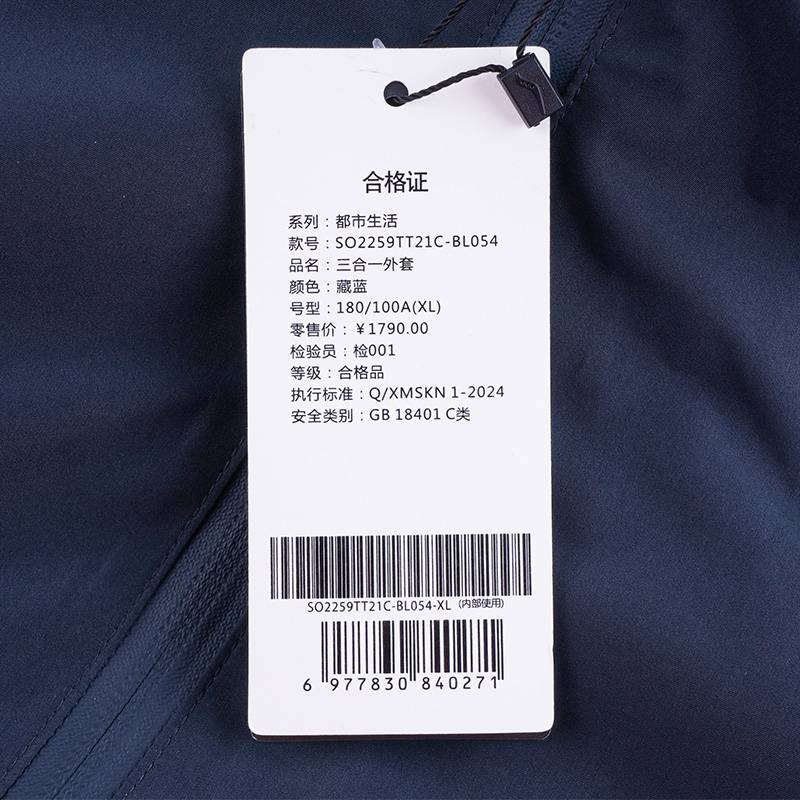 合格证
系列：都市生活
款号：SO2259TT21C-BL054
品名：三合一外套
颜色：藏蓝
号型：180/100A(XL)
零售价：￥1790.00
检验员：检001
等级：合格品
执行标准：Q/XMSKN 1-2024
安全类别：GB 18401 C类
SO2259TT21C-BL054-XL (内部使用)
6 977830 840271